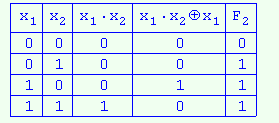 x₁ x₂ x₁·x₂ x₁·x₂⊕x₁ F₂
0 0 0 0 0
0 1 0 0 1
1 0 0 1 1
1 1 1 0 1